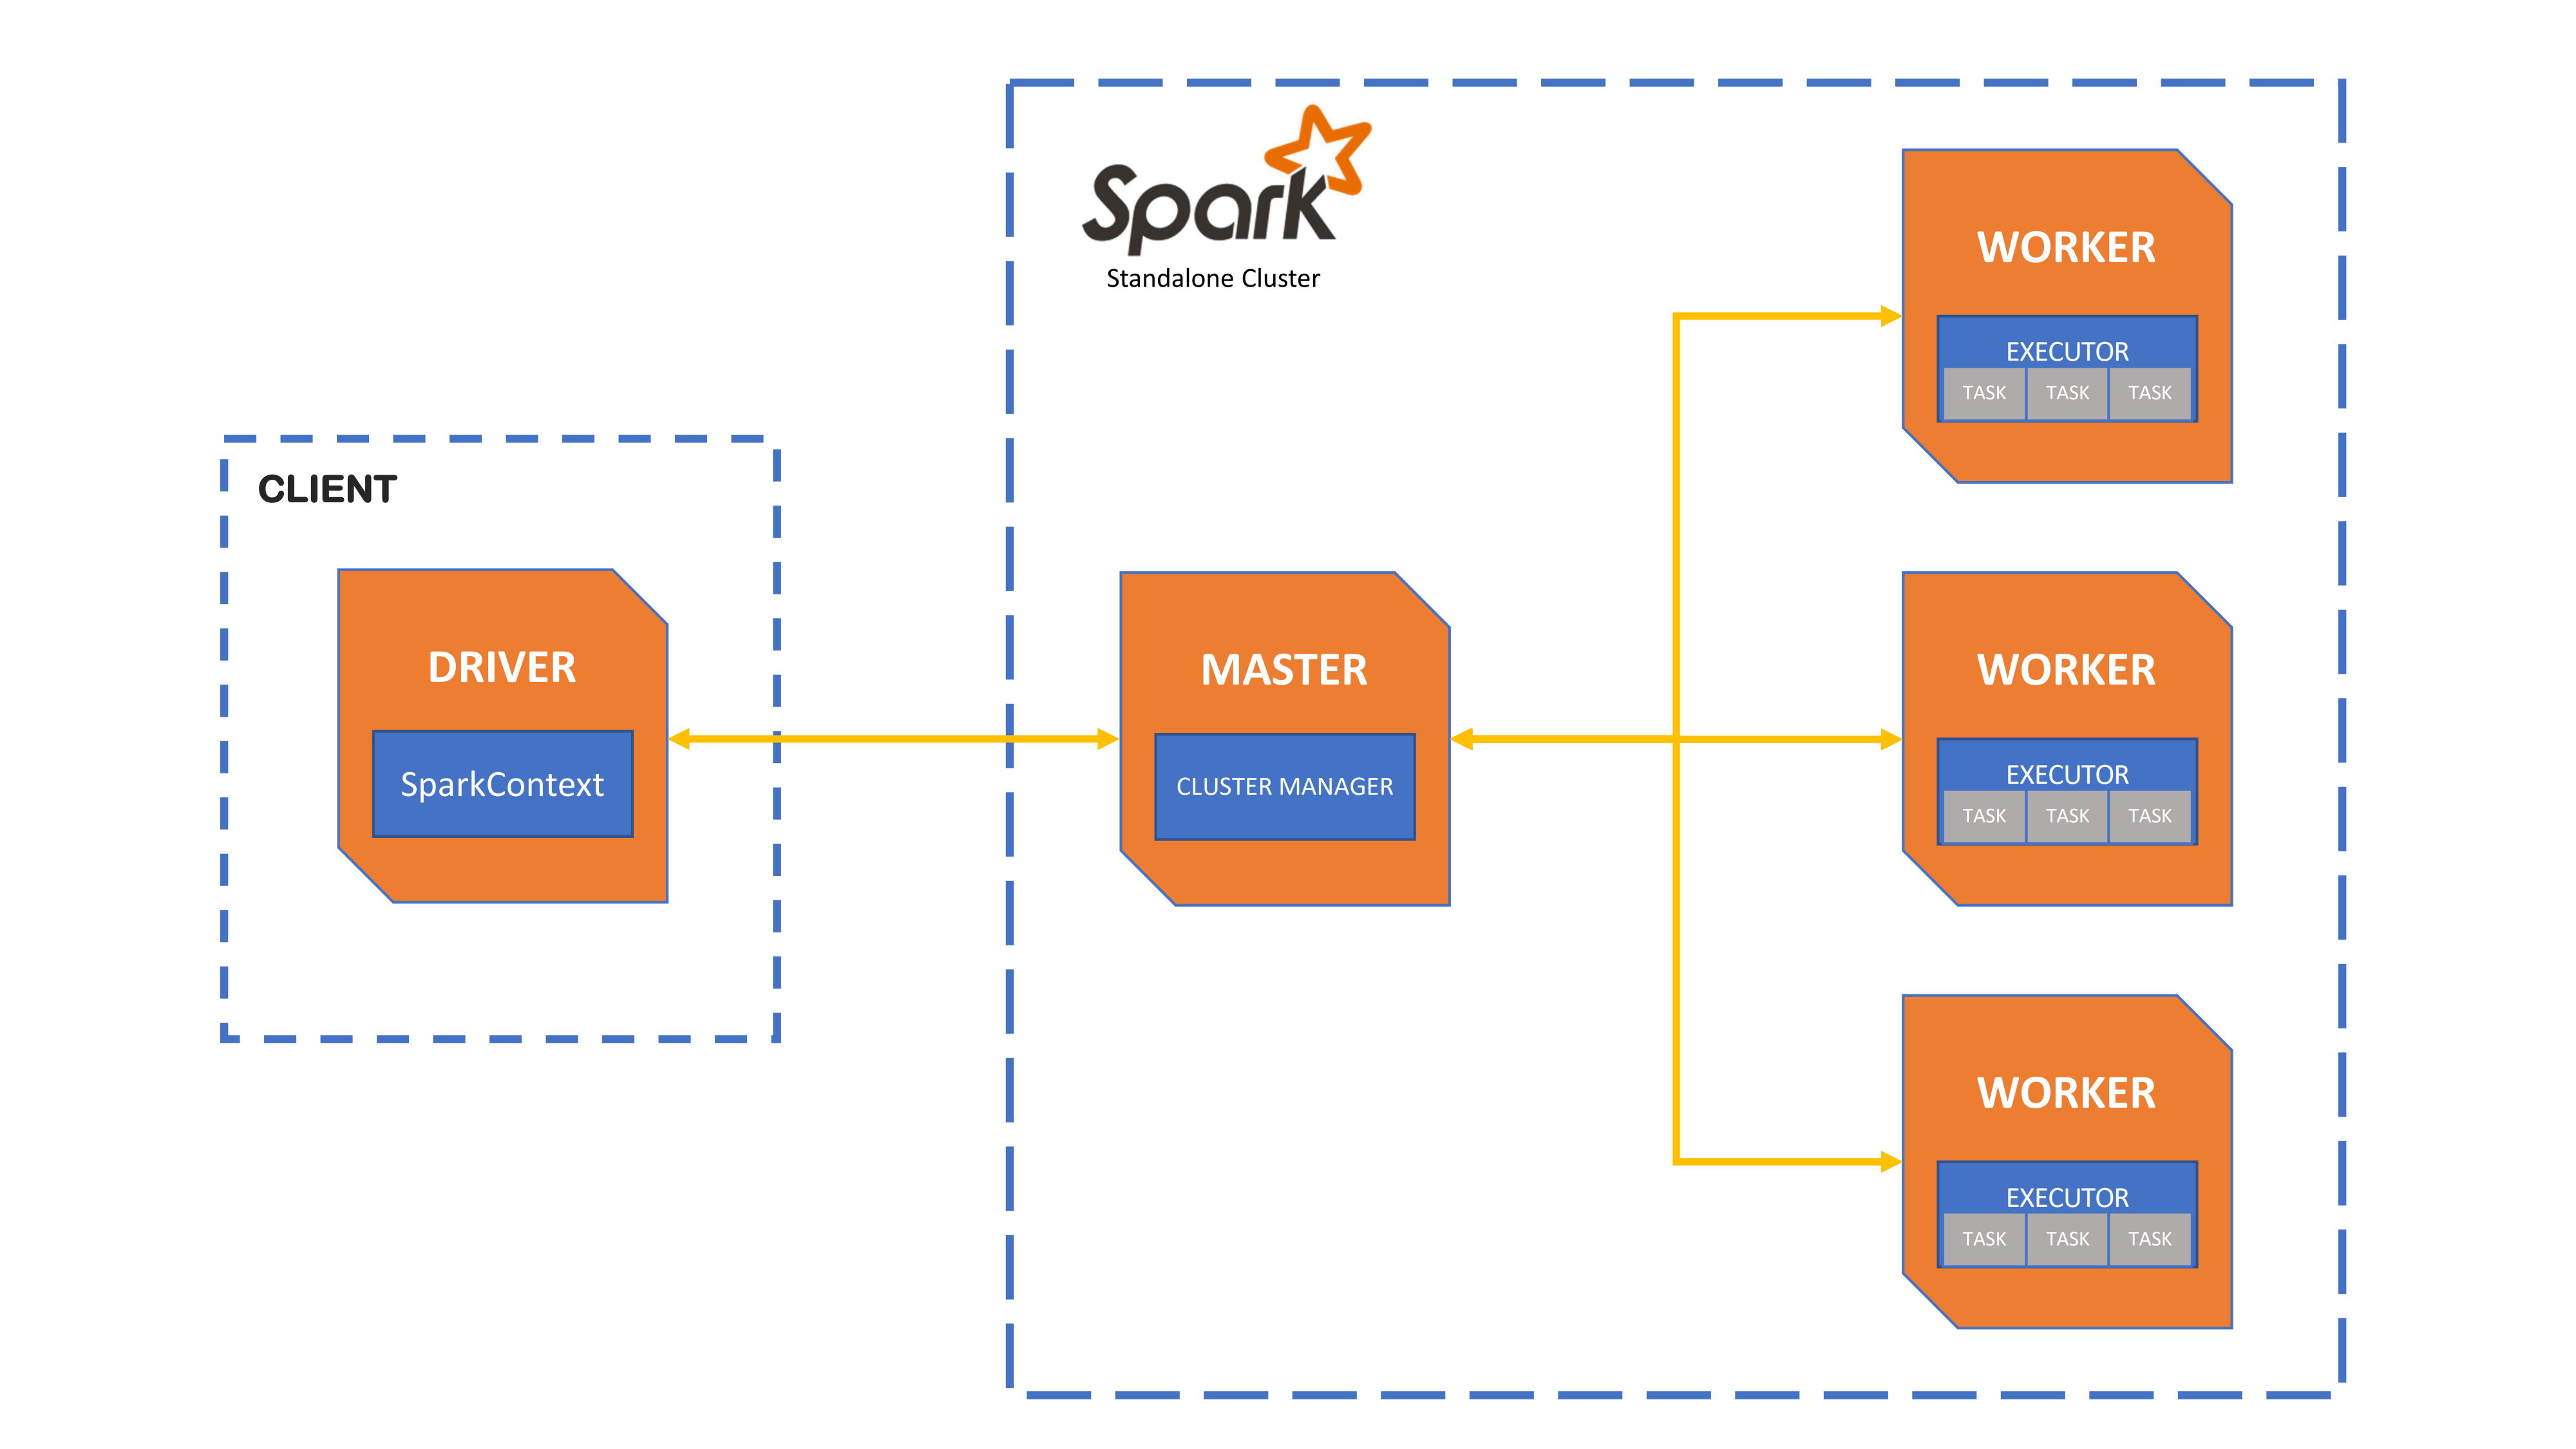 Spark
Standalone Cluster
CLIENT
DRIVER
SparkContext
MASTER
CLUSTER MANAGER
WORKER
EXECUTOR
TASK TASK TASK
WORKER
EXECUTOR
TASK TASK TASK
WORKER
EXECUTOR
TASK TASK TASK